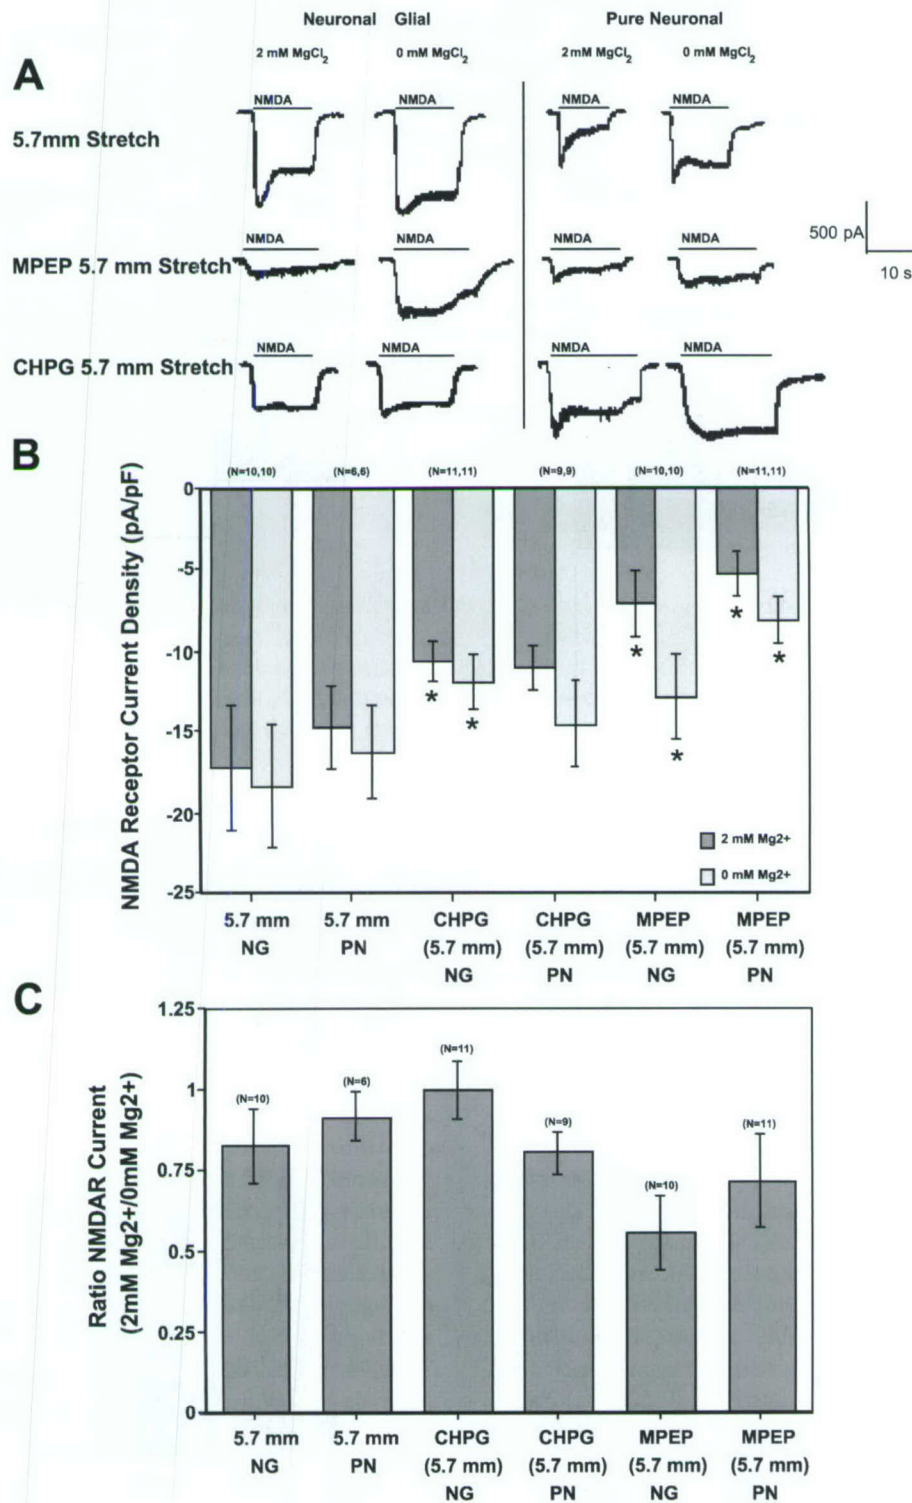 Neuronal Glial Pure Neuronal
2 mM MgCl2 0 mM MgCl2 2mM MgCl2 0 mM MgCl2
A
NMDA NMDA NMDA NMDA
5.7mm Stretch
500 pA
10 s
NMDA NMDA NMDA NMDA
MPEP 5.7 mm Stretch
NMDA NMDA NMDA NMDA
CHPG 5.7 mm Stretch
B
(N=10,10) (N=6,6) (N=11,11) (N=9,9) (N=10,10) (N=11,11)
NMDA Receptor Current Density (pA/pF)
0
-5
-10
-15
-20
-25
* * * * * *
2 mM Mg2+
0 mM Mg2+
5.7 mm 5.7 mm CHPG CHPG MPEP MPEP
NG PN (5.7 mm) (5.7 mm) (5.7 mm) (5.7 mm)
NG PN NG PN
C
Ratio NMDAR Current
(2mM Mg2+/0mM Mg2+)
1.25
1
0.75
0.5
0.25
0
(N=10) (N=6) (N=11) (N=9) (N=10) (N=11)
5.7 mm 5.7 mm CHPG CHPG MPEP MPEP
NG PN (5.7 mm) (5.7 mm) (5.7 mm) (5.7 mm)
NG PN NG PN